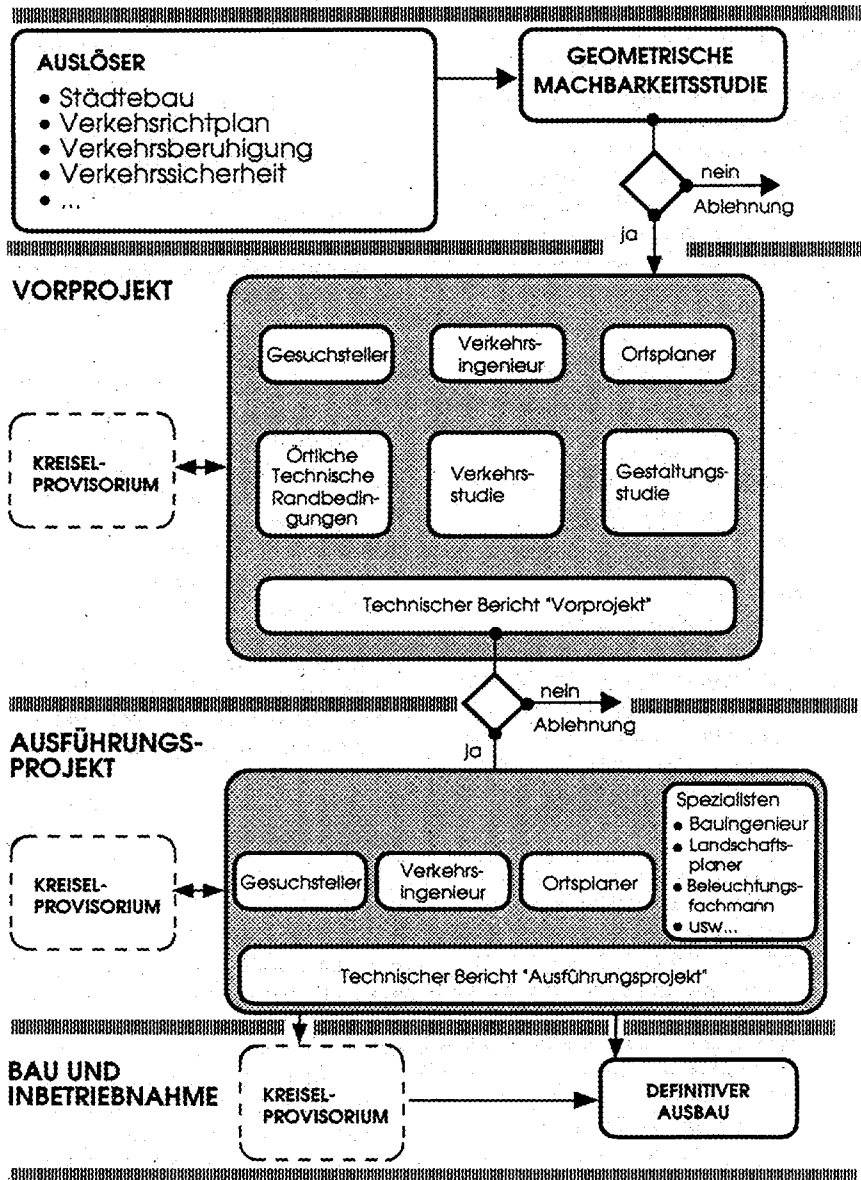 AUSLÖSER
• Städtebau
• Verkehsrichtplan
• Verkehrsberuhigung
• Verkehrssicherheit
• ...
GEOMETRISCHE
MACHBARKEITSSTUDIE
nein
Ablehnung
ja
VORPROJEKT
Gesuchsteller
Verkehrs-
ingenieur
Ortsplaner
KREISEL-
PROVISORIUM
Örtliche
Technische
Randbedin-
gungen
Verkehrs-
studie
Gestaltungs-
studie
Technischer Bericht "Vorprojekt"
nein
Ablehnung
ja
AUSFÜHRUNGS-
PROJEKT
Spezialisten
• Bauingenieur
• Landschafts-
planer
• Beleuchtungs-
fachmann
• usw...
KREISEL-
PROVISORIUM
Gesuchsteller
Verkehrs-
ingenieur
Ortsplaner
Technischer Bericht "Ausführungsprojekt"
BAU UND
INBETRIEBNAHME
KREISEL-
PROVISORIUM
DEFINITIVER
AUSBAU